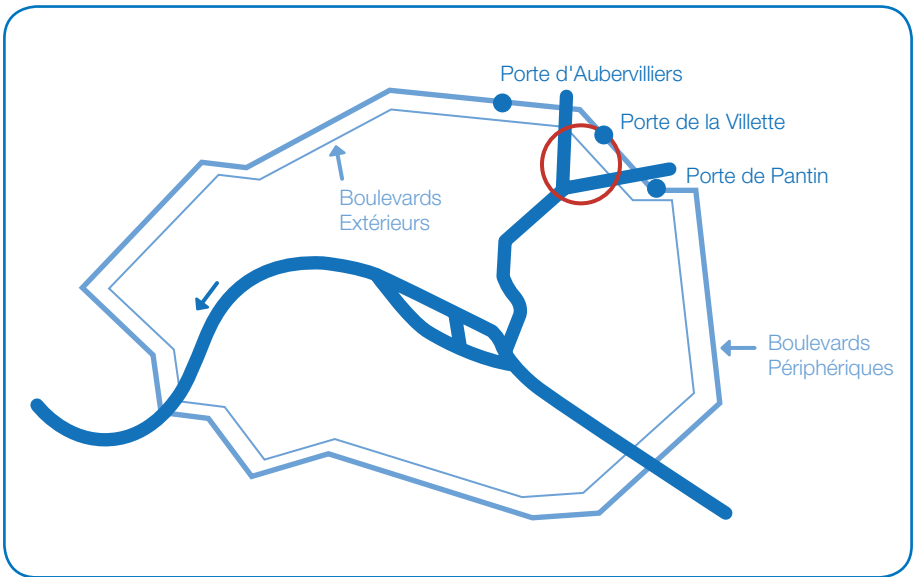 Porte d'Aubervilliers
Porte de la Villette
Porte de Pantin
Boulevards
Extérieurs
Boulevards
Périphériques